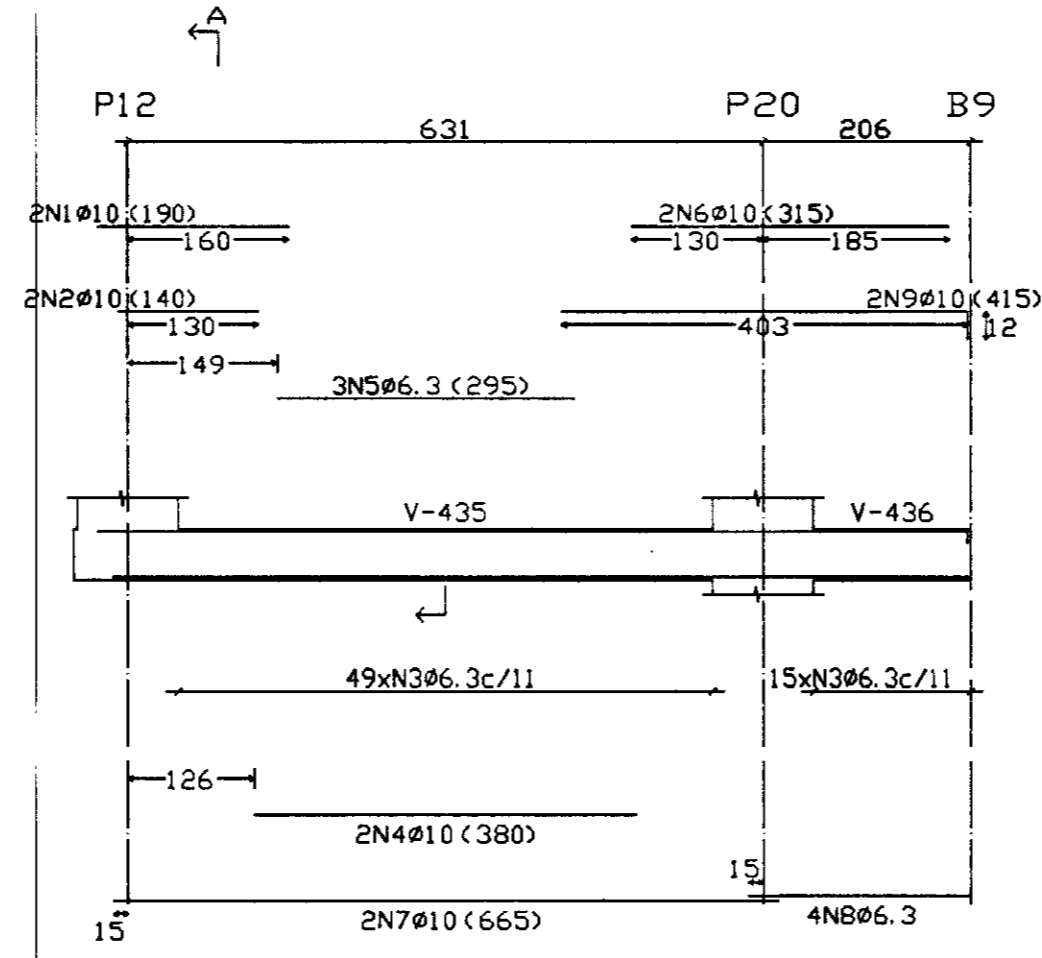 A
P12 P20 B9
631 206
2N1ø10(190) 2N6ø10(315)
160 130 185
2N2ø10(140) 2N9ø10(415)
130 403 12
149
3N5ø6.3(295)
V-435 V-436
49xN3ø6.3c/11 15xN3ø6.3c/11
126
2N4ø10(380)
15
15 2N7ø10(665) 4N8ø6.3